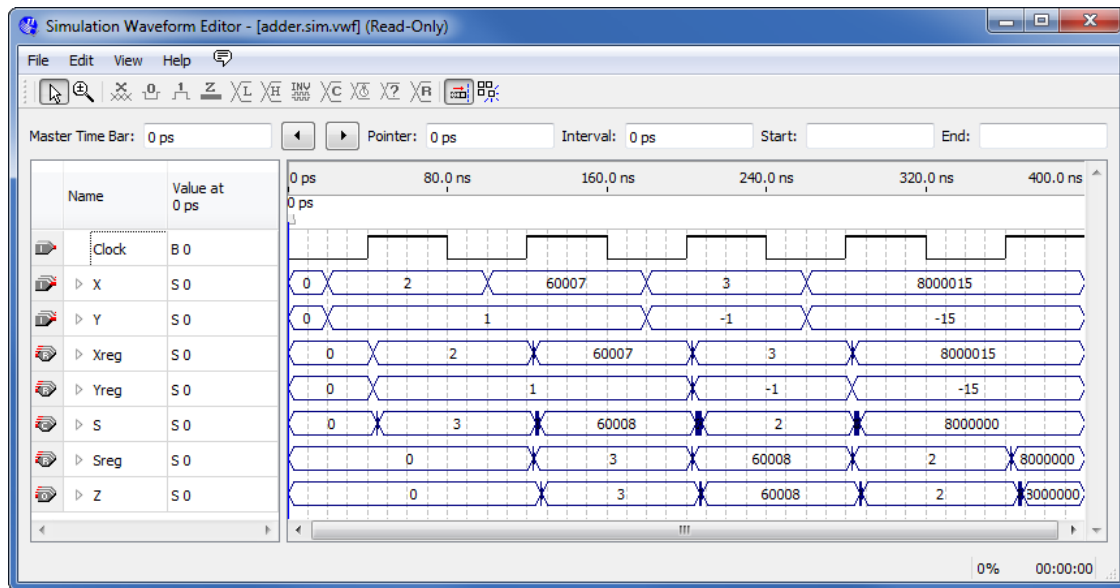 Simulation Waveform Editor - [adder.sim.vwf] (Read-Only)
File Edit View Help
Master Time Bar: 0 ps Pointer: 0 ps Interval: 0 ps Start: End:
Name Value at 0 ps 0 ps 80.0 ns 160.0 ns 240.0 ns 320.0 ns 400.0 ns
0 ps
Clock B 0
X S 0 0 2 60007 3 8000015
Y S 0 0 1 -1 -15
Xreg S 0 0 2 60007 3 8000015
Yreg S 0 0 1 -1 -15
S S 0 0 3 60008 2 8000000
Sreg S 0 0 3 60008 2 8000000
Z S 0 0 3 60008 2
0% 00:00:00